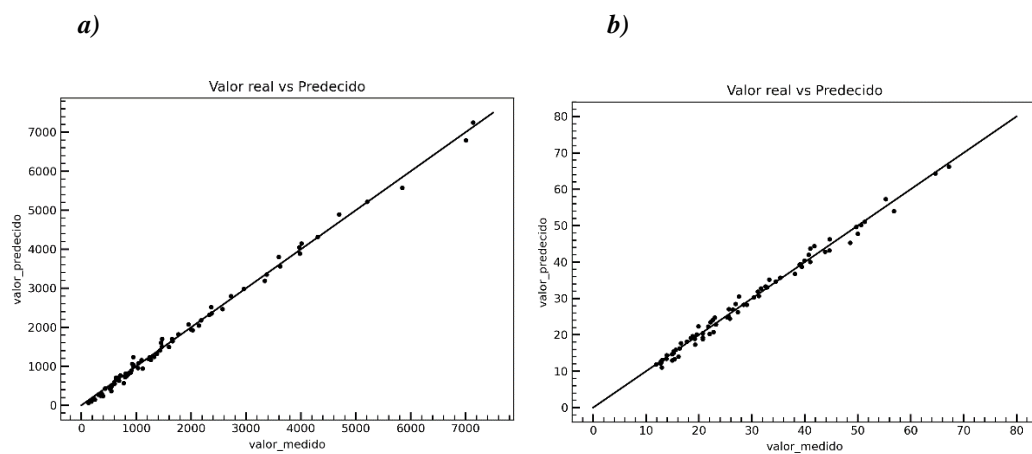 a)
b)
Valor real vs Predecido
7000
6000
5000
4000
3000
2000
1000
0
valor_predecido
0 1000 2000 3000 4000 5000 6000 7000
valor_medido
Valor real vs Predecido
80
70
60
50
40
30
20
10
0
valor_predecido
0 10 20 30 40 50 60 70 80
valor_medido